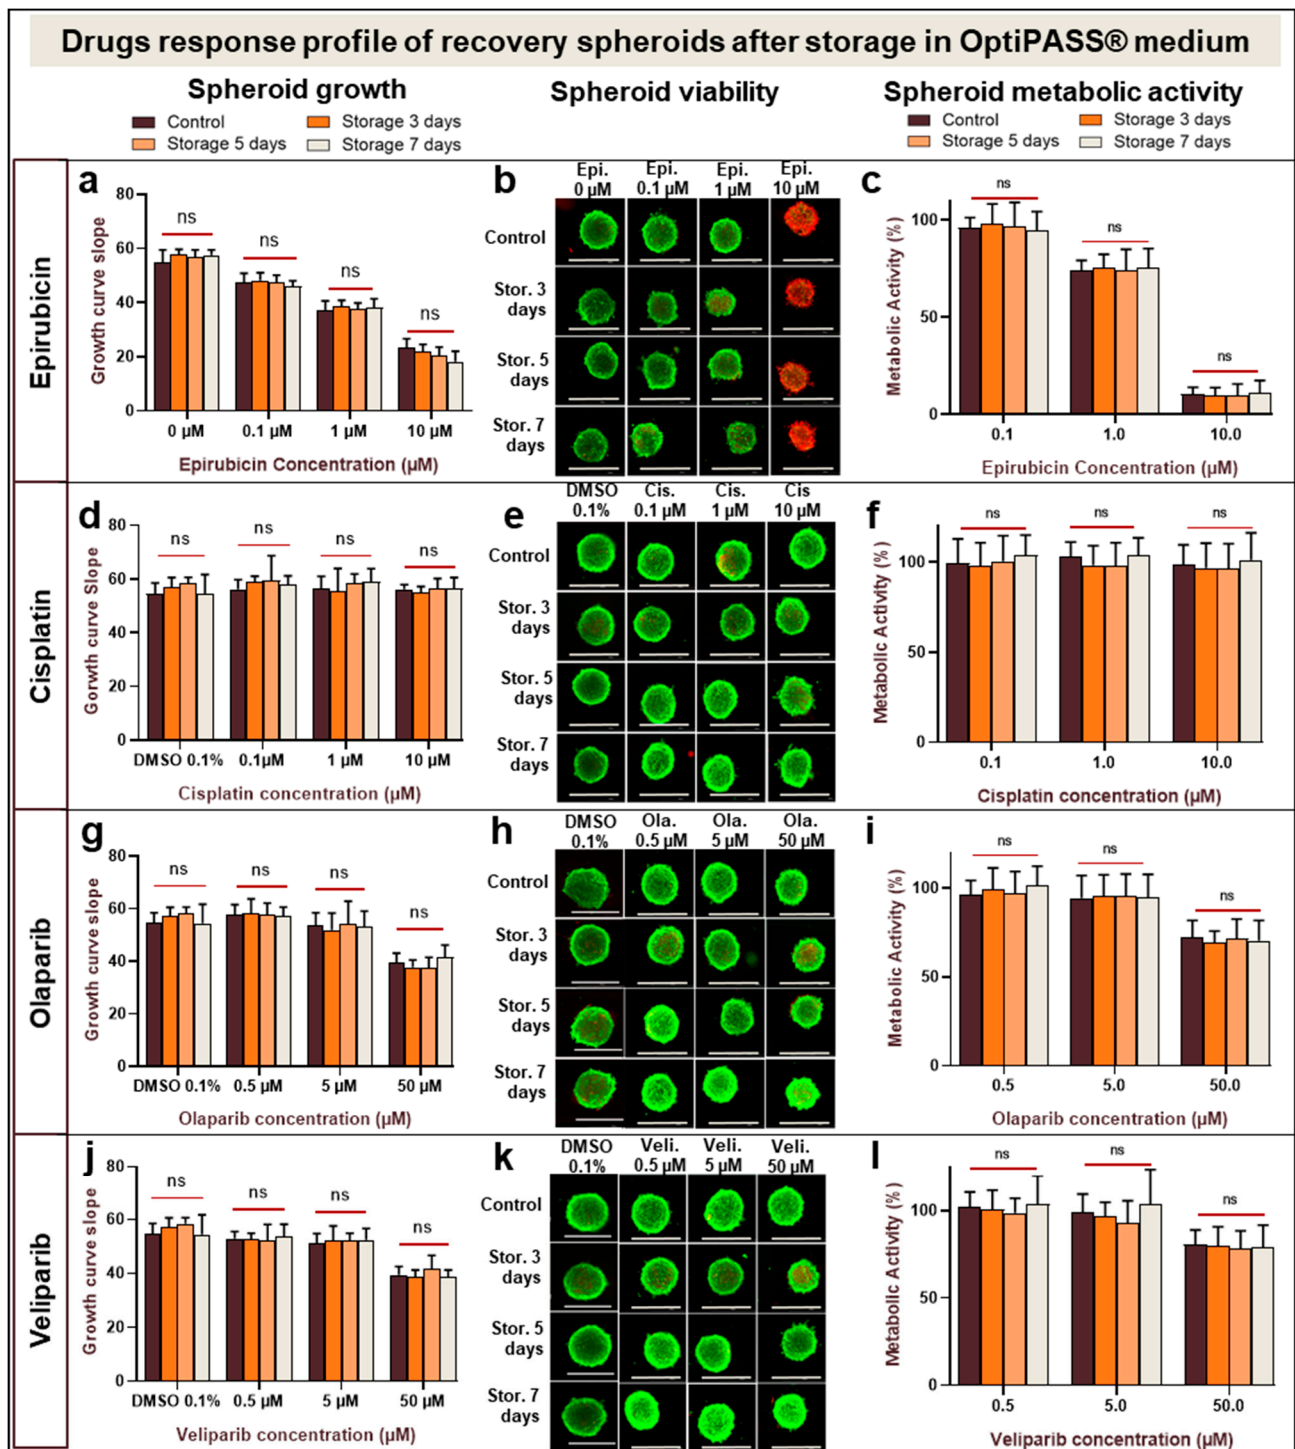 Drugs response profile of recovery spheroids after storage in OptiPASS® medium
Spheroid growth
Control
Storage 3 days
Storage 5 days
Storage 7 days
Spheroid viability
Spheroid metabolic activity
Control
Storage 3 days
Storage 5 days
Storage 7 days
Epirubicin
a
Growth curve slope
80
60
40
20
0
ns
ns
ns
ns
0 µM
0.1 µM
1 µM
10 µM
Epirubicin Concentration (µM)
b
Epi. 0 µM
Epi. 0.1 µM
Epi. 1 µM
Epi. 10 µM
Control
Stor. 3 days
Stor. 5 days
Stor. 7 days
c
Metabolic Activity (%)
100
50
0
ns
ns
ns
0.1
1.0
10.0
Epirubicin Concentration (µM)
Cisplatin
d
Gorwth curve Slope
80
60
40
20
0
ns
ns
ns
ns
DMSO 0.1%
0.1µM
1 µM
10 µM
Cisplatin concentration (µM)
e
DMSO 0.1%
Cis. 0.1 µM
Cis. 1 µM
Cis 10 µM
Control
Stor. 3 days
Stor. 5 days
Stor. 7 days
f
Metabolic Activity (%)
100
50
0
ns
ns
ns
0.1
1.0
10.0
Cisplatin concentration (µM)
Olaparib
g
Growth curve slope
80
60
40
20
0
ns
ns
ns
ns
DMSO 0.1%
0.5 µM
5 µM
50 µM
Olaparib concentration (µM)
h
DMSO 0.1%
Ola. 0.5 µM
Ola. 5 µM
Ola. 50 µM
Control
Stor. 3 days
Stor. 5 days
Stor. 7 days
i
Metabolic Activity (%)
100
50
0
ns
ns
ns
0.5
5.0
50.0
Olaparib concentration (µM)
Veliparib
j
Growth curve slope
80
60
40
20
0
ns
ns
ns
ns
DMSO 0.1%
0.5 µM
5 µM
50 µM
Veliparib concentration (µM)
k
DMSO 0.1%
Veli. 0.5 µM
Veli. 5 µM
Veli. 50 µM
Control
Stor. 3 days
Stor. 5 days
Stor. 7 days
l
Metabolic Activity (%)
100
50
0
ns
ns
ns
0.5
5.0
50.0
Veliparib concentration (µM)